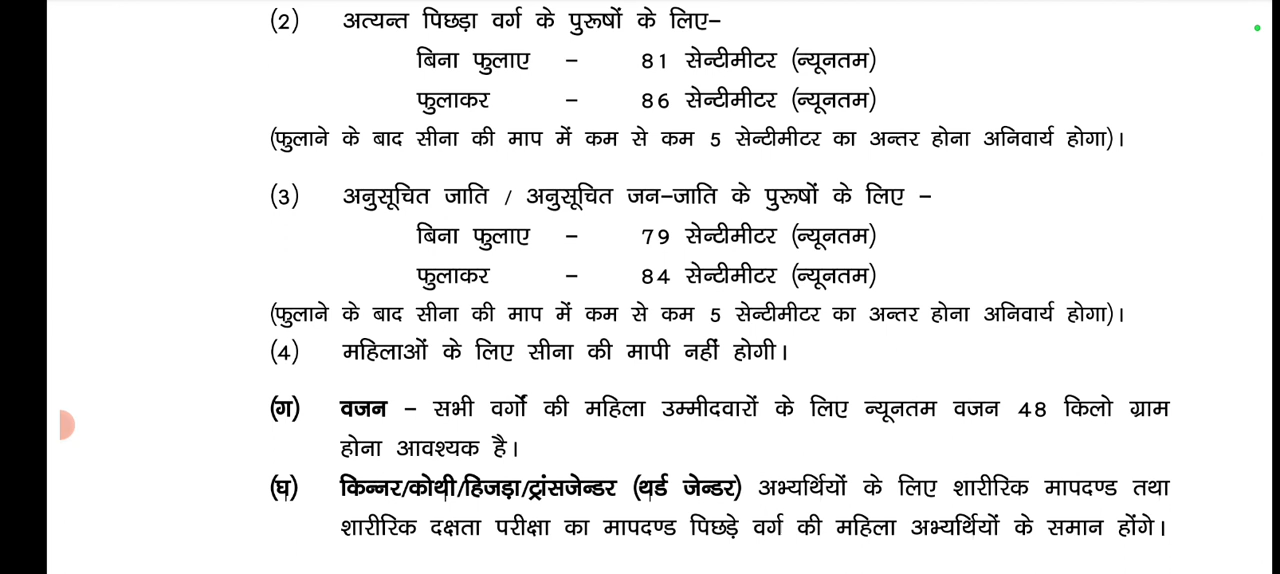 (2) अत्यन्त पिछड़ा वर्ग के पुरूषों के लिए–
बिना फुलाए – 81 सेन्टीमीटर (न्यूनतम)
फुलाकर – 86 सेन्टीमीटर (न्यूनतम)
(फुलाने के बाद सीना की माप में कम से कम 5 सेन्टीमीटर का अन्तर होना अनिवार्य होगा)।
(3) अनुसूचित जाति / अनुसूचित जन–जाति के पुरूषों के लिए –
बिना फुलाए – 79 सेन्टीमीटर (न्यूनतम)
फुलाकर – 84 सेन्टीमीटर (न्यूनतम)
(फुलाने के बाद सीना की माप में कम से कम 5 सेन्टीमीटर का अन्तर होना अनिवार्य होगा)।
(4) महिलाओं के लिए सीना की मापी नहीं होगी।
(ग) वजन – सभी वर्गों की महिला उम्मीदवारों के लिए न्यूनतम वजन 48 किलो ग्राम
होना आवश्यक है।
(घ) किन्नर/कोथी/हिजड़ा/ट्रांसजेन्डर (थर्ड जेन्डर) अभ्यर्थियों के लिए शारीरिक मापदण्ड तथा
शारीरिक दक्षता परीक्षा का मापदण्ड पिछड़े वर्ग की महिला अभ्यर्थियों के समान होंगे।